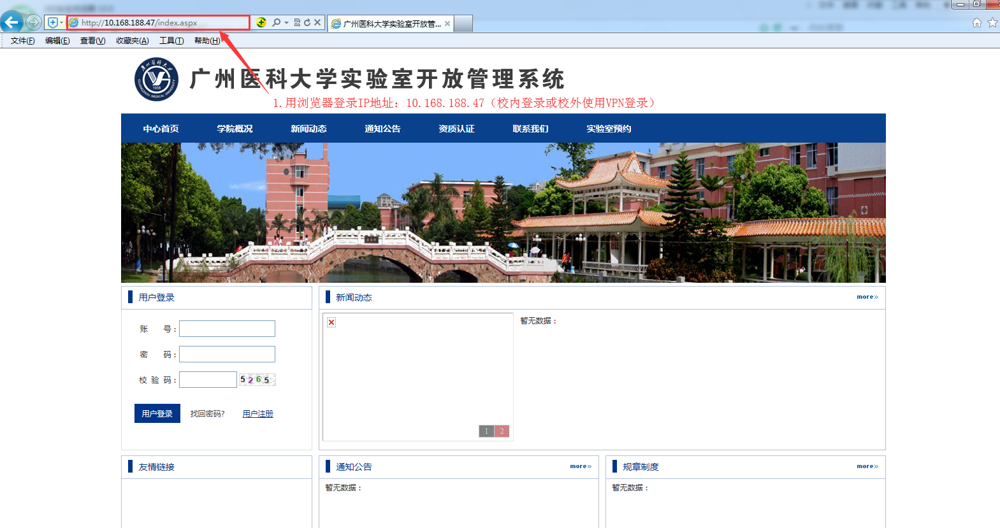 http://10.168.188.47/index.aspx
广州医科大学实验室开放管...
文件(F) 编辑(E) 查看(V) 收藏夹(A) 工具(T) 帮助(H)
广州医科大学实验室开放管理系统
1.用浏览器登录IP地址：10.168.188.47（校内登录或校外使用VPN登录）
中心首页 学院概况 新闻动态 通知公告 资质认证 联系我们 实验室预约
用户登录
账 号：
密 码：
校 验 码：
5265
用户登录 找回密码? 用户注册
新闻动态 more»
暂无数据：
1 2
友情链接
通知公告 more»
暂无数据：
规章制度 more»
暂无数据：